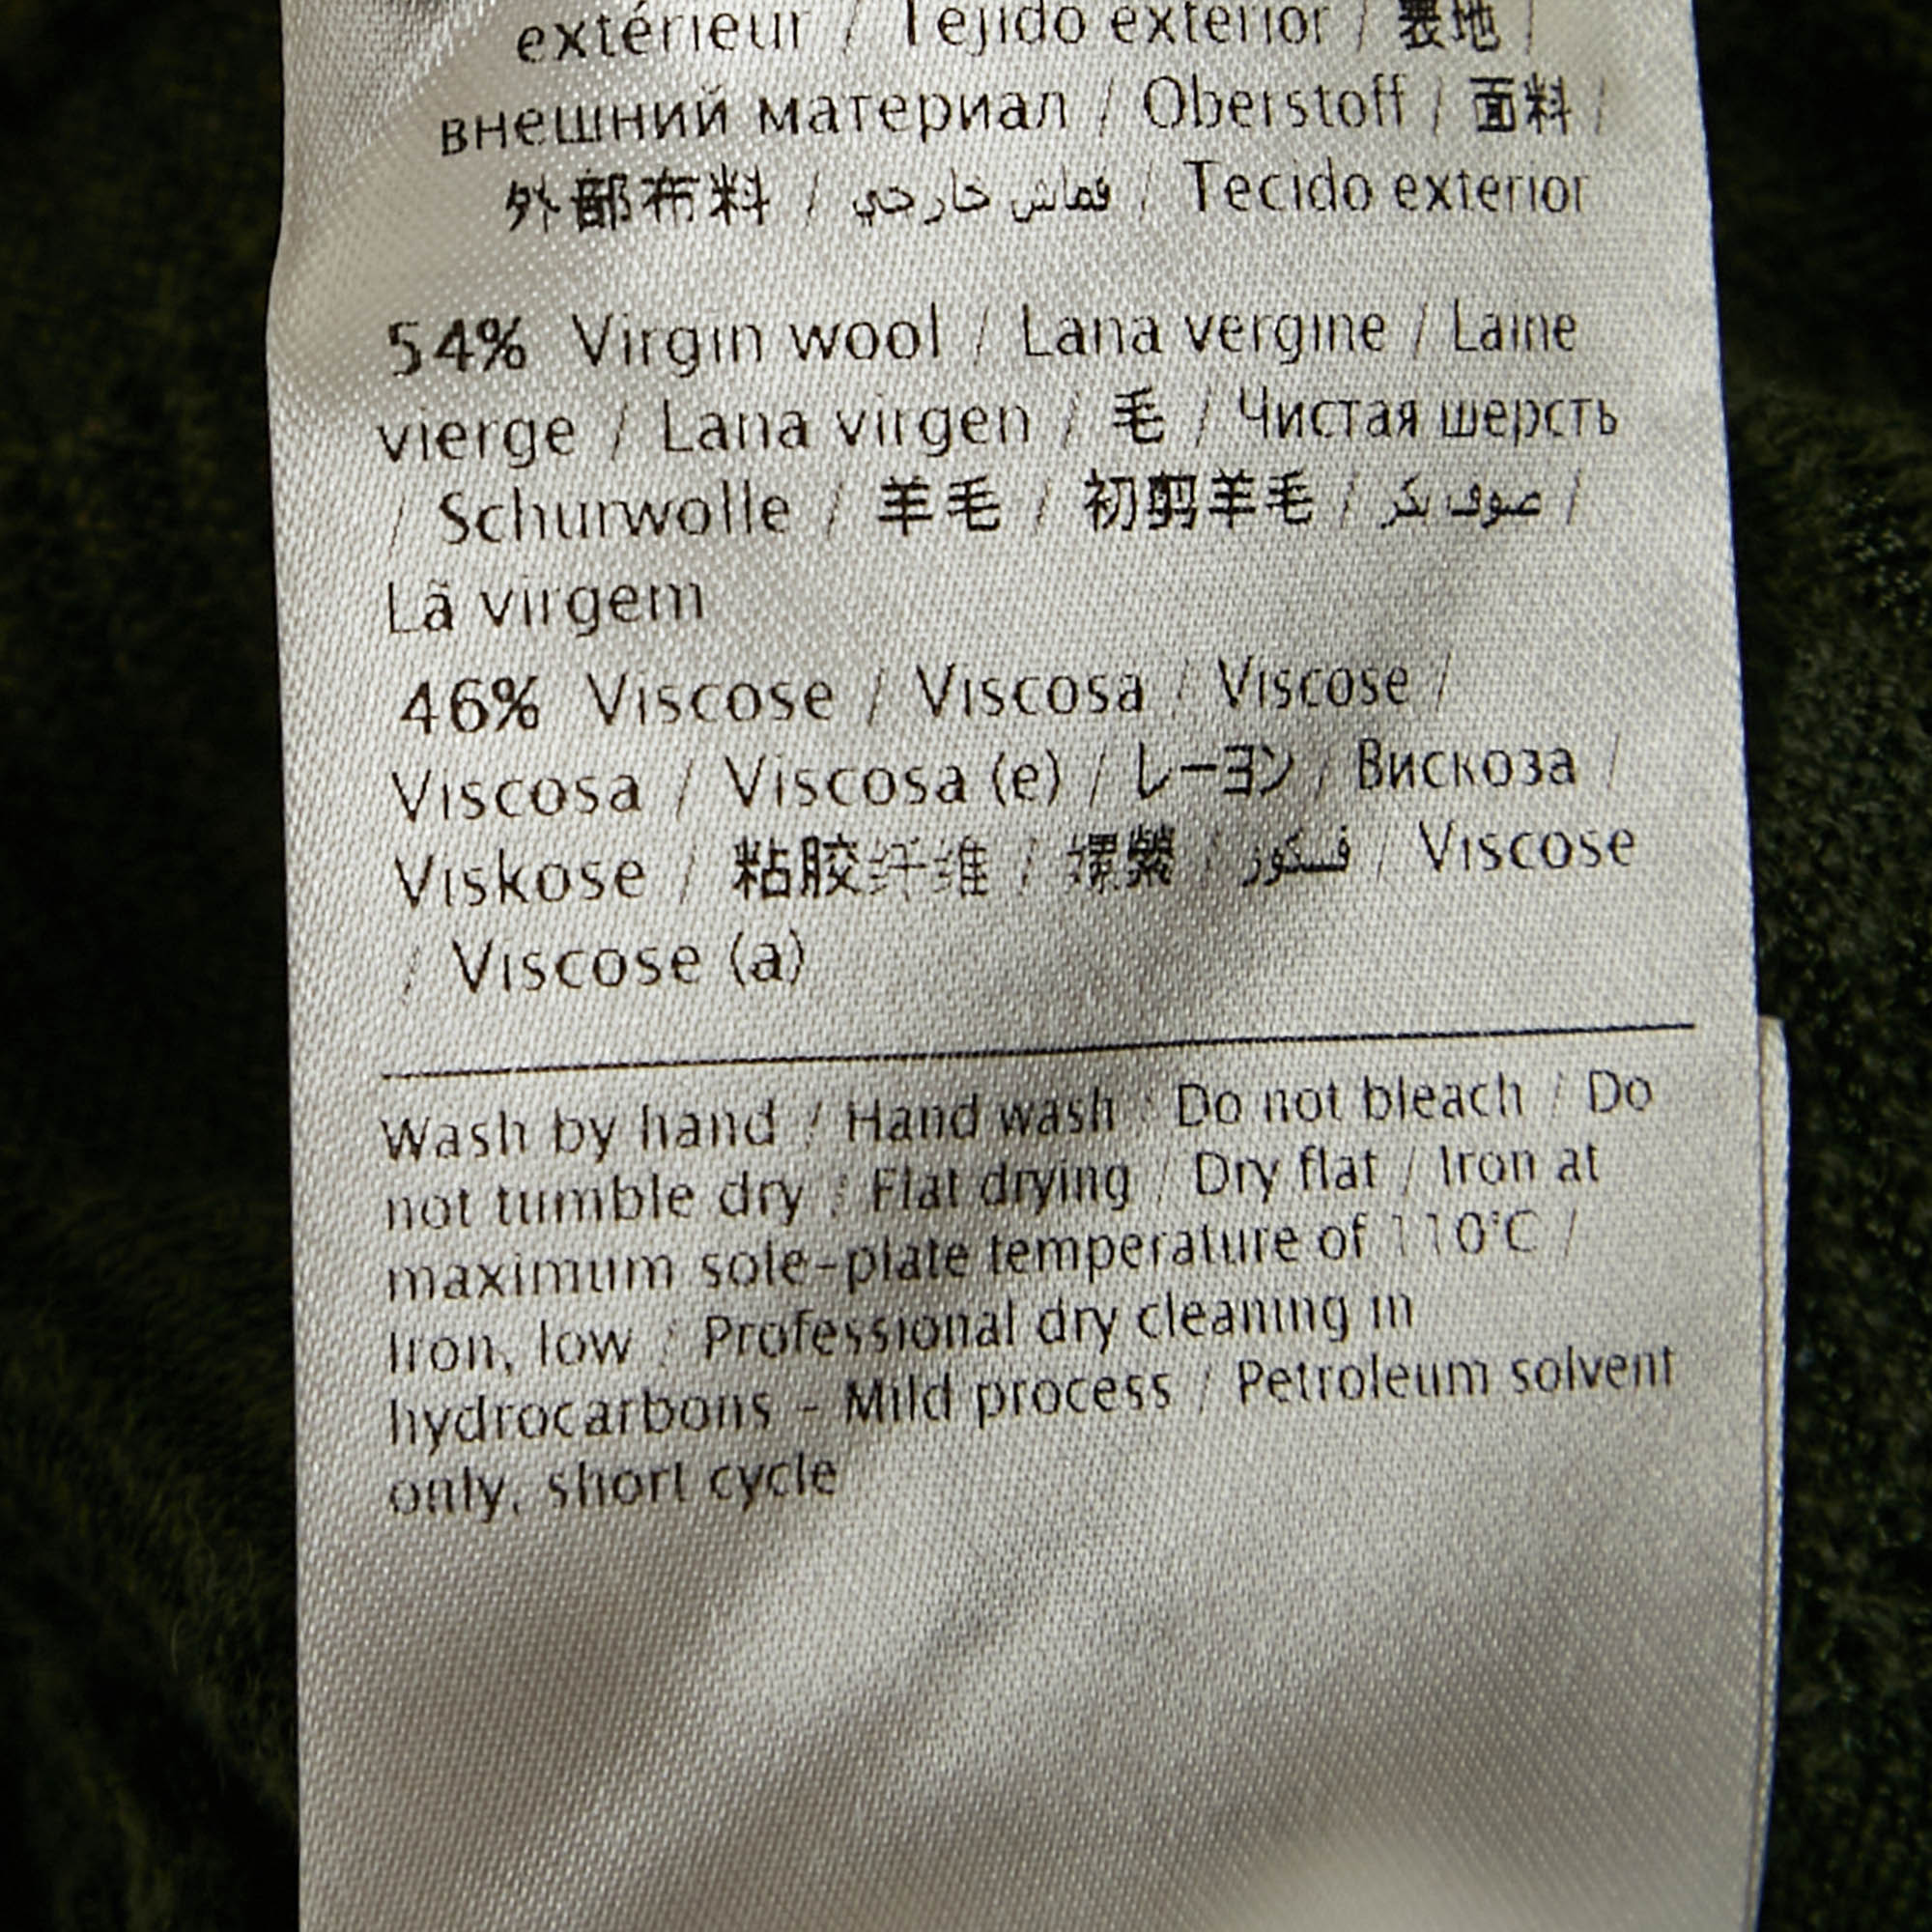 extérieur / Tejido exterior / 表地 /
внешний материал / Oberstoff / 面料 /
外部布料 / قماش خارجي / Tecido exterior
54% Virgin wool / Lana vergine / Laine
vierge / Lana virgen / 毛 / Чистая шерсть
/ Schurwolle / 羊毛 / 初剪羊毛 / صوف بكر /
Lã virgem
46% Viscose / Viscosa / Viscose /
Viscosa / Viscosa (e) / レーヨン / Вискоза /
Viskose / 粘胶纤维 / 嫘縈 / فسكوز / Viscose
/ Viscose (a)
Wash by hand / Hand wash / Do not bleach / Do
not tumble dry / Flat drying / Dry flat / Iron at
maximum sole-plate temperature of 110°C /
Iron, low / Professional dry cleaning in
hydrocarbons - Mild process / Petroleum solvent
only, short cycle